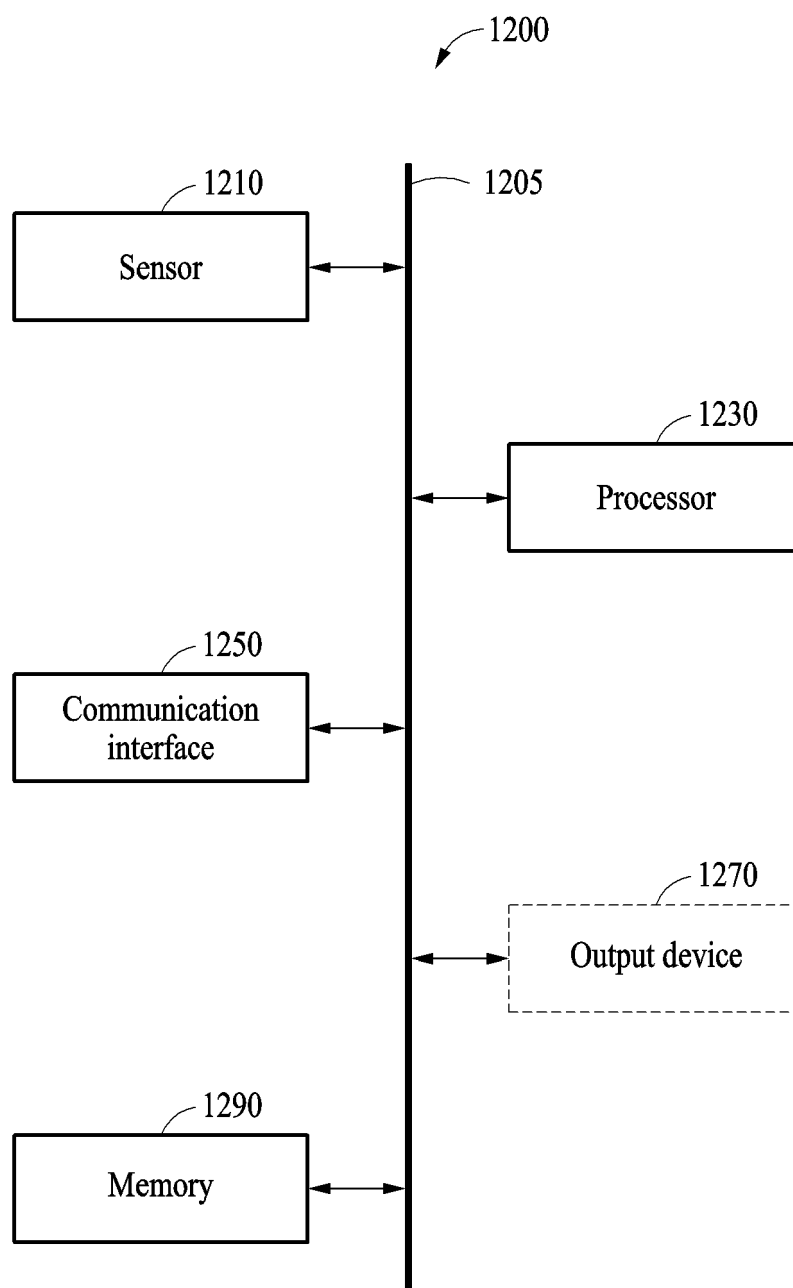 1200
1210
1205
Sensor
1230
Processor
1250
Communication
interface
1270
Output device
1290
Memory